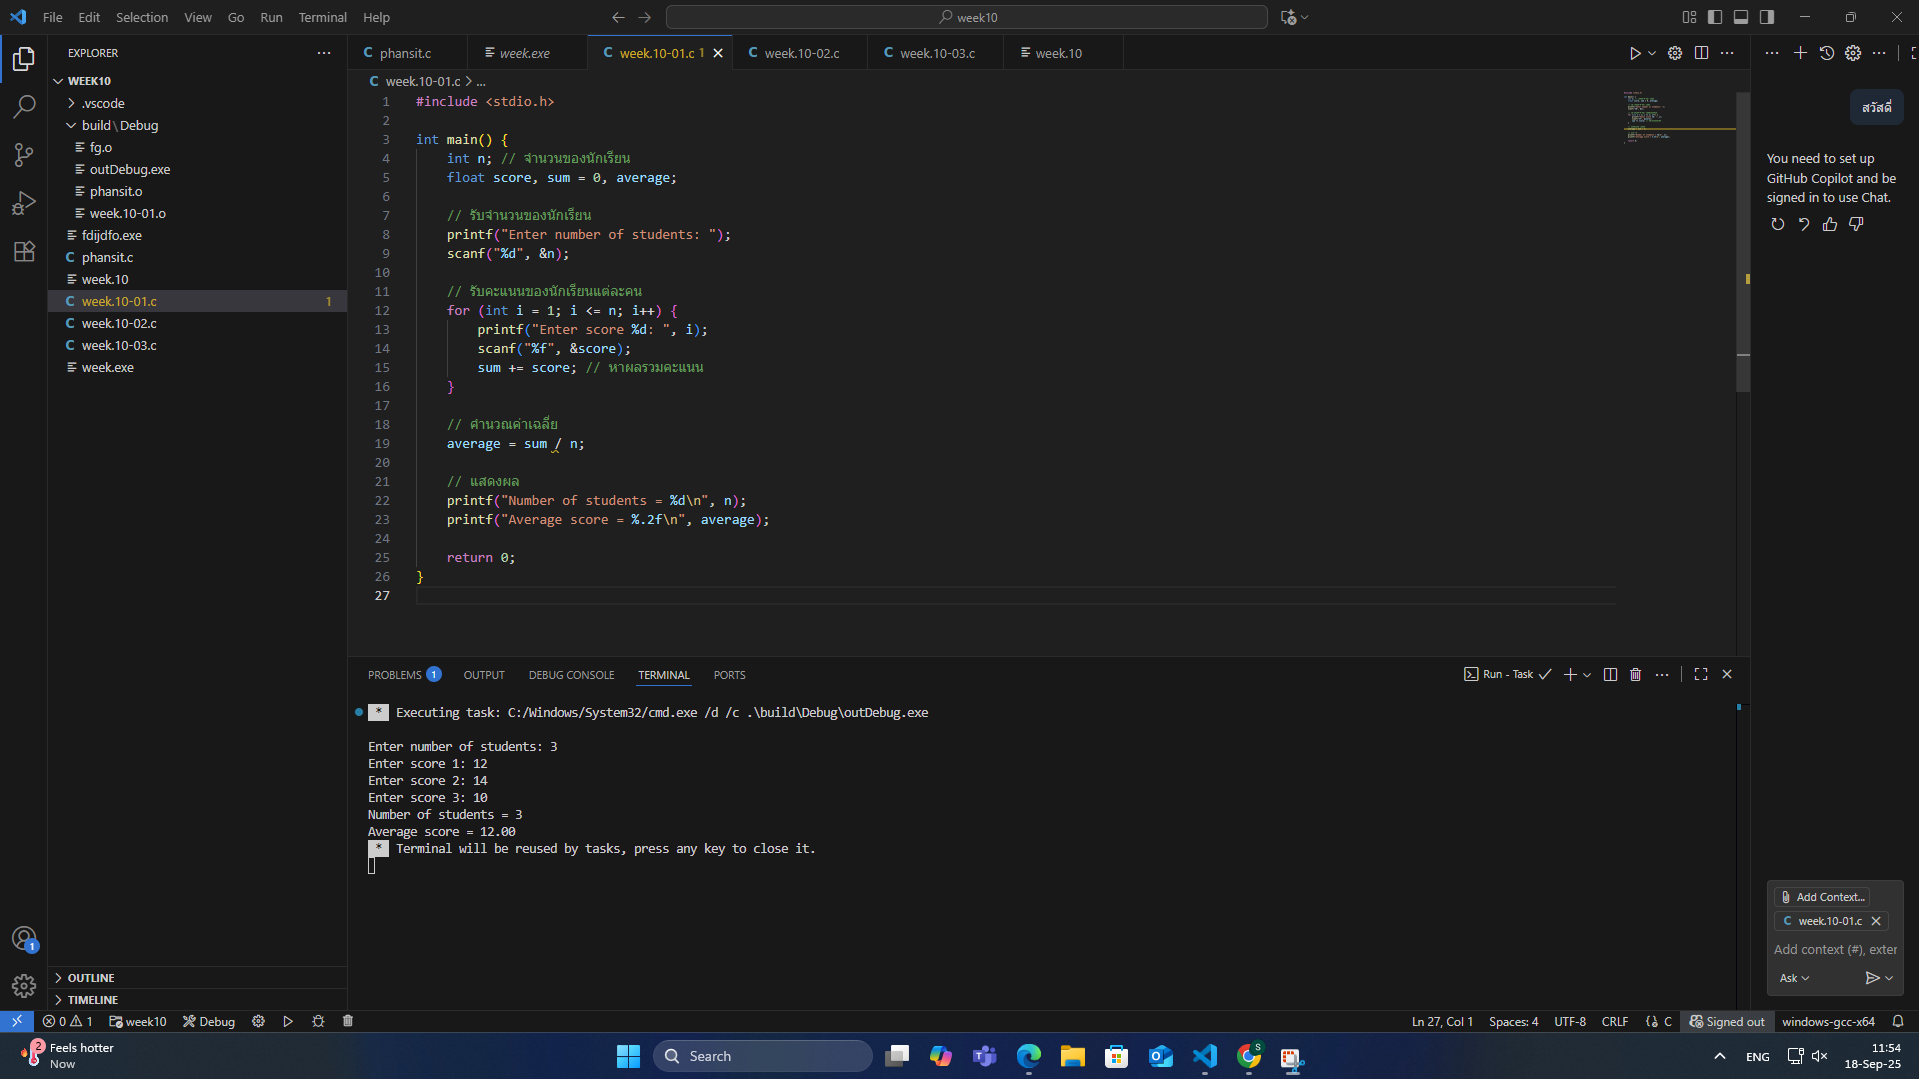 File Edit Selection View Go Run Terminal Help
week10
EXPLORER
WEEK10
.vscode
build\Debug
fg.o
outDebug.exe
phansit.o
week.10-01.o
fdijdfo.exe
phansit.c
week.10
week.10-01.c 1
week.10-02.c
week.10-03.c
week.exe
OUTLINE
TIMELINE
phansit.c week.exe week.10-01.c 1 week.10-02.c week.10-03.c week.10
week.10-01.c > ...
1 #include <stdio.h>
2
3 int main() {
4 int n; // จำนวนของนักเรียน
5 float score, sum = 0, average;
6
7 // รับจำนวนของนักเรียน
8 printf("Enter number of students: ");
9 scanf("%d", &n);
10
11 // รับคะแนนของนักเรียนแต่ละคน
12 for (int i = 1; i <= n; i++) {
13 printf("Enter score %d: ", i);
14 scanf("%f", &score);
15 sum += score; // หาผลรวมคะแนน
16 }
17
18 // คำนวณค่าเฉลี่ย
19 average = sum / n;
20
21 // แสดงผล
22 printf("Number of students = %d\n", n);
23 printf("Average score = %.2f\n", average);
24
25 return 0;
26 }
27
PROBLEMS 1 OUTPUT DEBUG CONSOLE TERMINAL PORTS
Run - Task
* Executing task: C:/Windows/System32/cmd.exe /d /c .\build\Debug\outDebug.exe
Enter number of students: 3
Enter score 1: 12
Enter score 2: 14
Enter score 3: 10
Number of students = 3
Average score = 12.00
* Terminal will be reused by tasks, press any key to close it.
สวัสดี
You need to set up
GitHub Copilot and be
signed in to use Chat.
Add Context...
week.10-01.c
Add context (#), exter
Ask
1
0 1 week10 Debug
Ln 27, Col 1 Spaces: 4 UTF-8 CRLF C Signed out windows-gcc-x64
2
Feels hotter
Now
Search
S
ENG
11:54
18-Sep-25